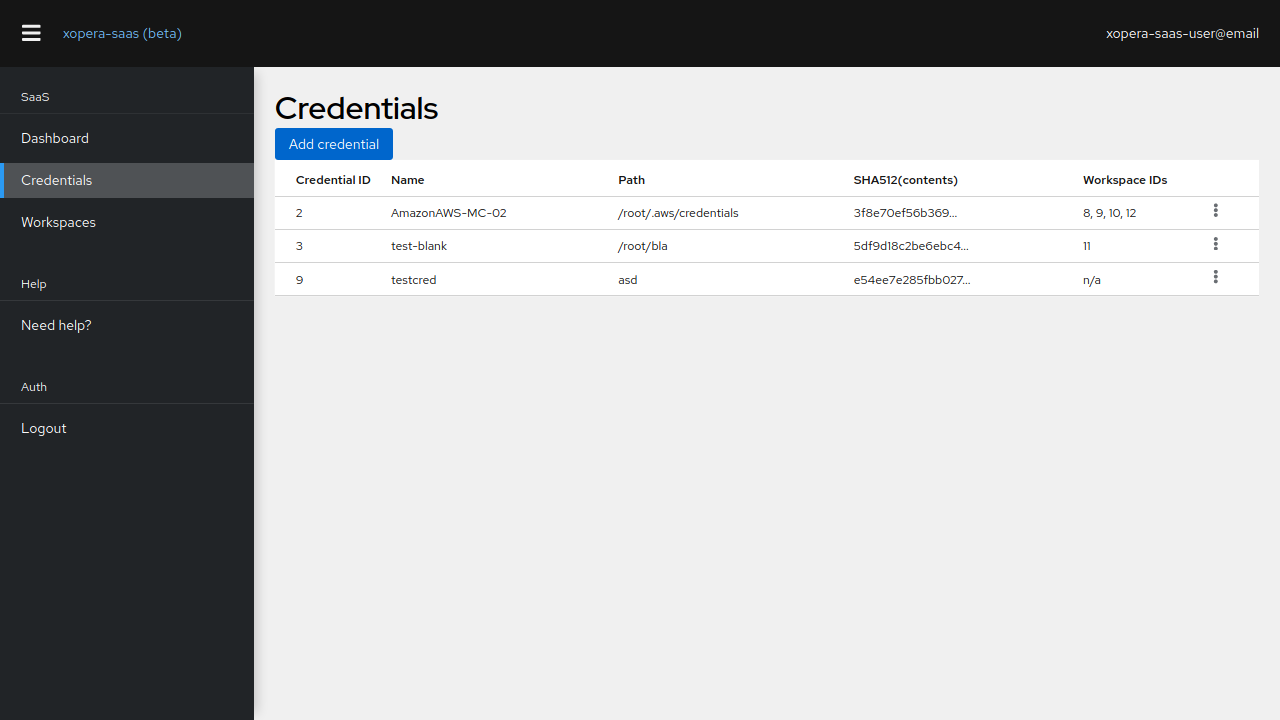 xopera-saas (beta)
xopera-saas-user@email
SaaS
Dashboard
Credentials
Workspaces
Help
Need help?
Auth
Logout
Credentials
Add credential
Credential ID Name Path SHA512(contents) Workspace IDs
2 AmazonAWS-MC-02 /root/.aws/credentials 3f8e70ef56b369... 8, 9, 10, 12
3 test-blank /root/bla 5df9d18c2be6ebc4... 11
9 testcred asd e54ee7e285fbb027... n/a